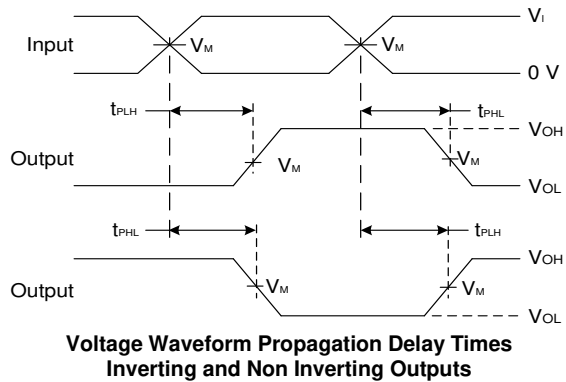 VI
Input VM VM
0 V
tPLH tPHL
VOH
Output VM VM
VOL
tPHL tPLH
VOH
Output VM VM
VOL
Voltage Waveform Propagation Delay Times
Inverting and Non Inverting Outputs